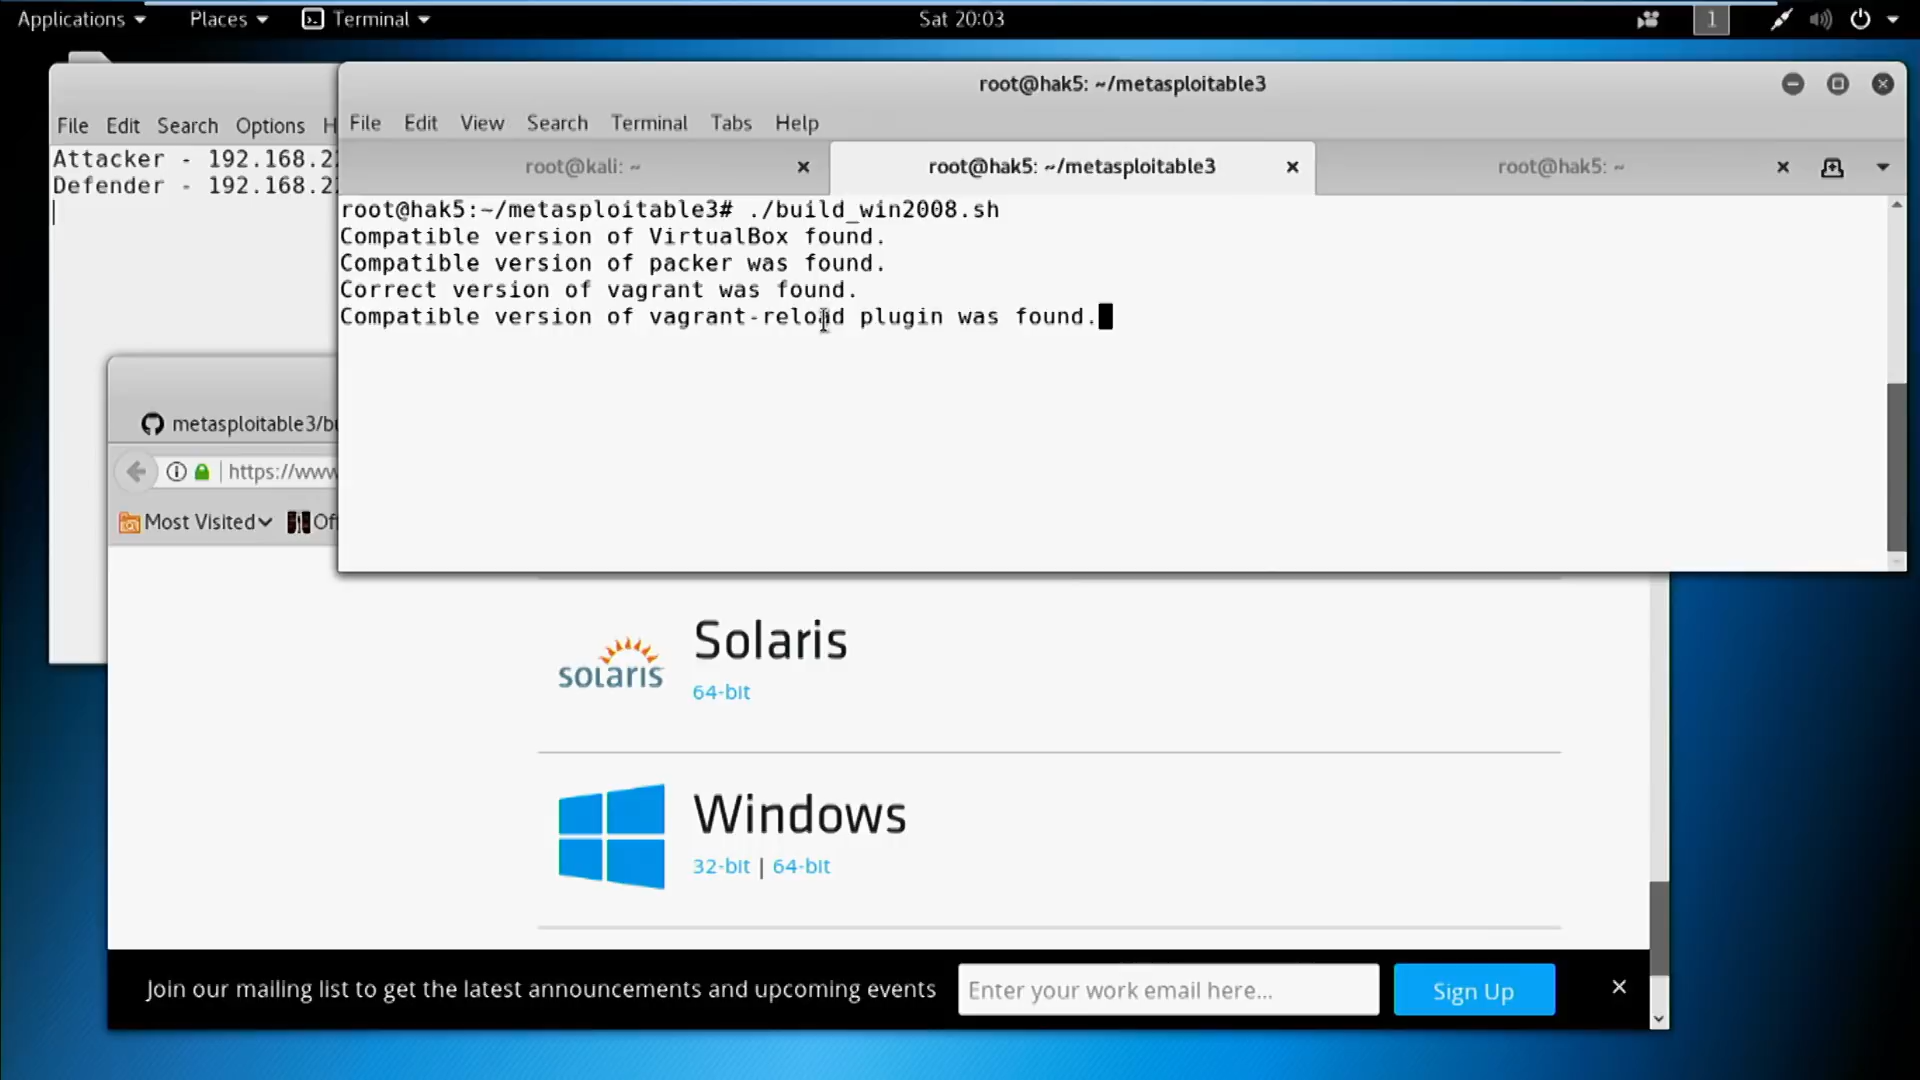 Applications
Places
Terminal
Sat 20:03
1
root@hak5: ~/metasploitable3
File Edit Search Options H
File Edit View Search Terminal Tabs Help
root@kali: ~
root@hak5: ~/metasploitable3
root@hak5: ~
Attacker - 192.168.2
Defender - 192.168.2
root@hak5:~/metasploitable3# ./build_win2008.sh
Compatible version of VirtualBox found.
Compatible version of packer was found.
Correct version of vagrant was found.
Compatible version of vagrant-reload plugin was found.
metasploitable3/bu
https://www
Most Visited
Of
solaris
Solaris
64-bit
Windows
32-bit | 64-bit
Join our mailing list to get the latest announcements and upcoming events
Enter your work email here...
Sign Up